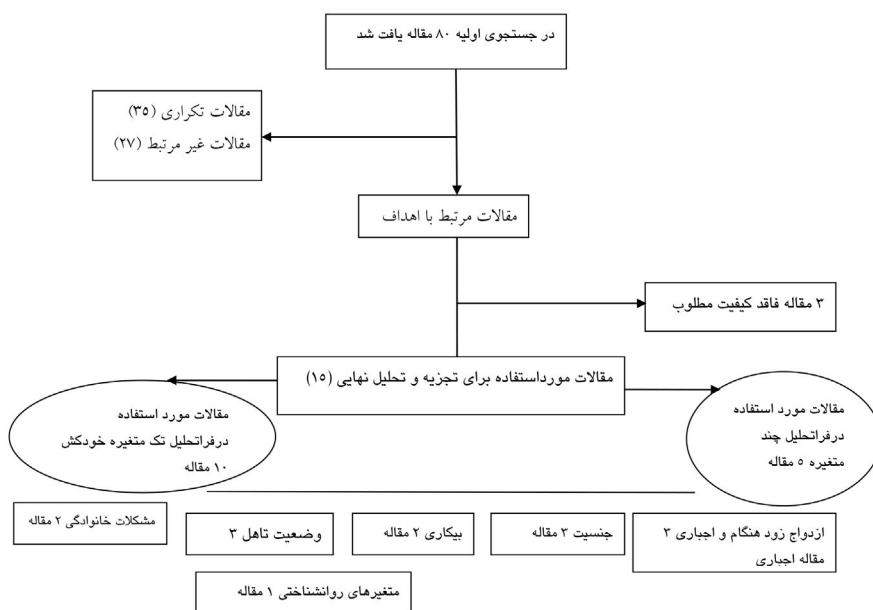 در جستجوی اولیه ۸۰ مقاله یافت شد
مقالات تکراری (۳۵)
مقالات غیر مرتبط (۲۷)
مقالات مرتبط با اهداف
۳ مقاله فاقد کیفیت مطلوب
مقالات مورداستفاده برای تجزیه و تحلیل نهایی (۱۵)
مقالات مورد استفاده
درفراتحلیل چند
متغیره ۵ مقاله
مقالات مورد استفاده
درفراتحلیل تک متغیره خودکش
۱۰ مقاله
ازدواج زود هنگام و اجباری ۳
مقاله اجباری
جنسیت ۳ مقاله
بیکاری ۲ مقاله
وضعیت تاهل ۳
مشکلات خانوادگی ۲ مقاله
متغیرهای روانشناختی ۱ مقاله